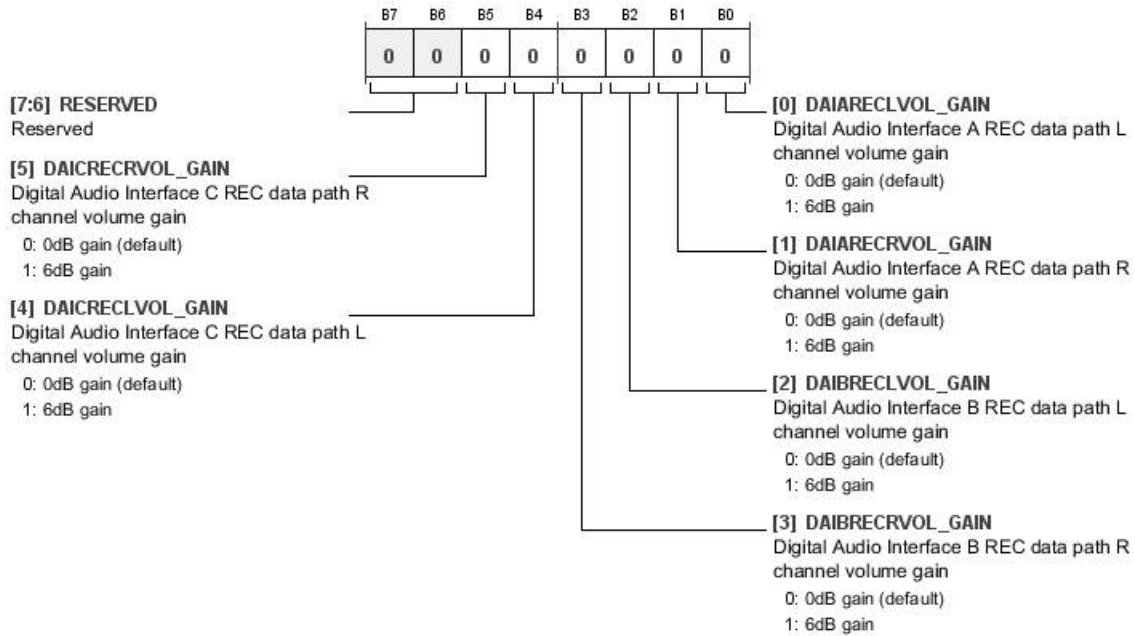 B7 B6 B5 B4 B3 B2 B1 B0
0 0 0 0 0 0 0 0
[7:6] RESERVED
Reserved
[5] DAICRECRVOL_GAIN
Digital Audio Interface C REC data path R
channel volume gain
0: 0dB gain (default)
1: 6dB gain
[4] DAICRECLVOL_GAIN
Digital Audio Interface C REC data path L
channel volume gain
0: 0dB gain (default)
1: 6dB gain
[0] DAIARECLVOL_GAIN
Digital Audio Interface A REC data path L
channel volume gain
0: 0dB gain (default)
1: 6dB gain
[1] DAIARECRVOL_GAIN
Digital Audio Interface A REC data path R
channel volume gain
0: 0dB gain (default)
1: 6dB gain
[2] DAIBRECLVOL_GAIN
Digital Audio Interface B REC data path L
channel volume gain
0: 0dB gain (default)
1: 6dB gain
[3] DAIBRECRVOL_GAIN
Digital Audio Interface B REC data path R
channel volume gain
0: 0dB gain (default)
1: 6dB gain